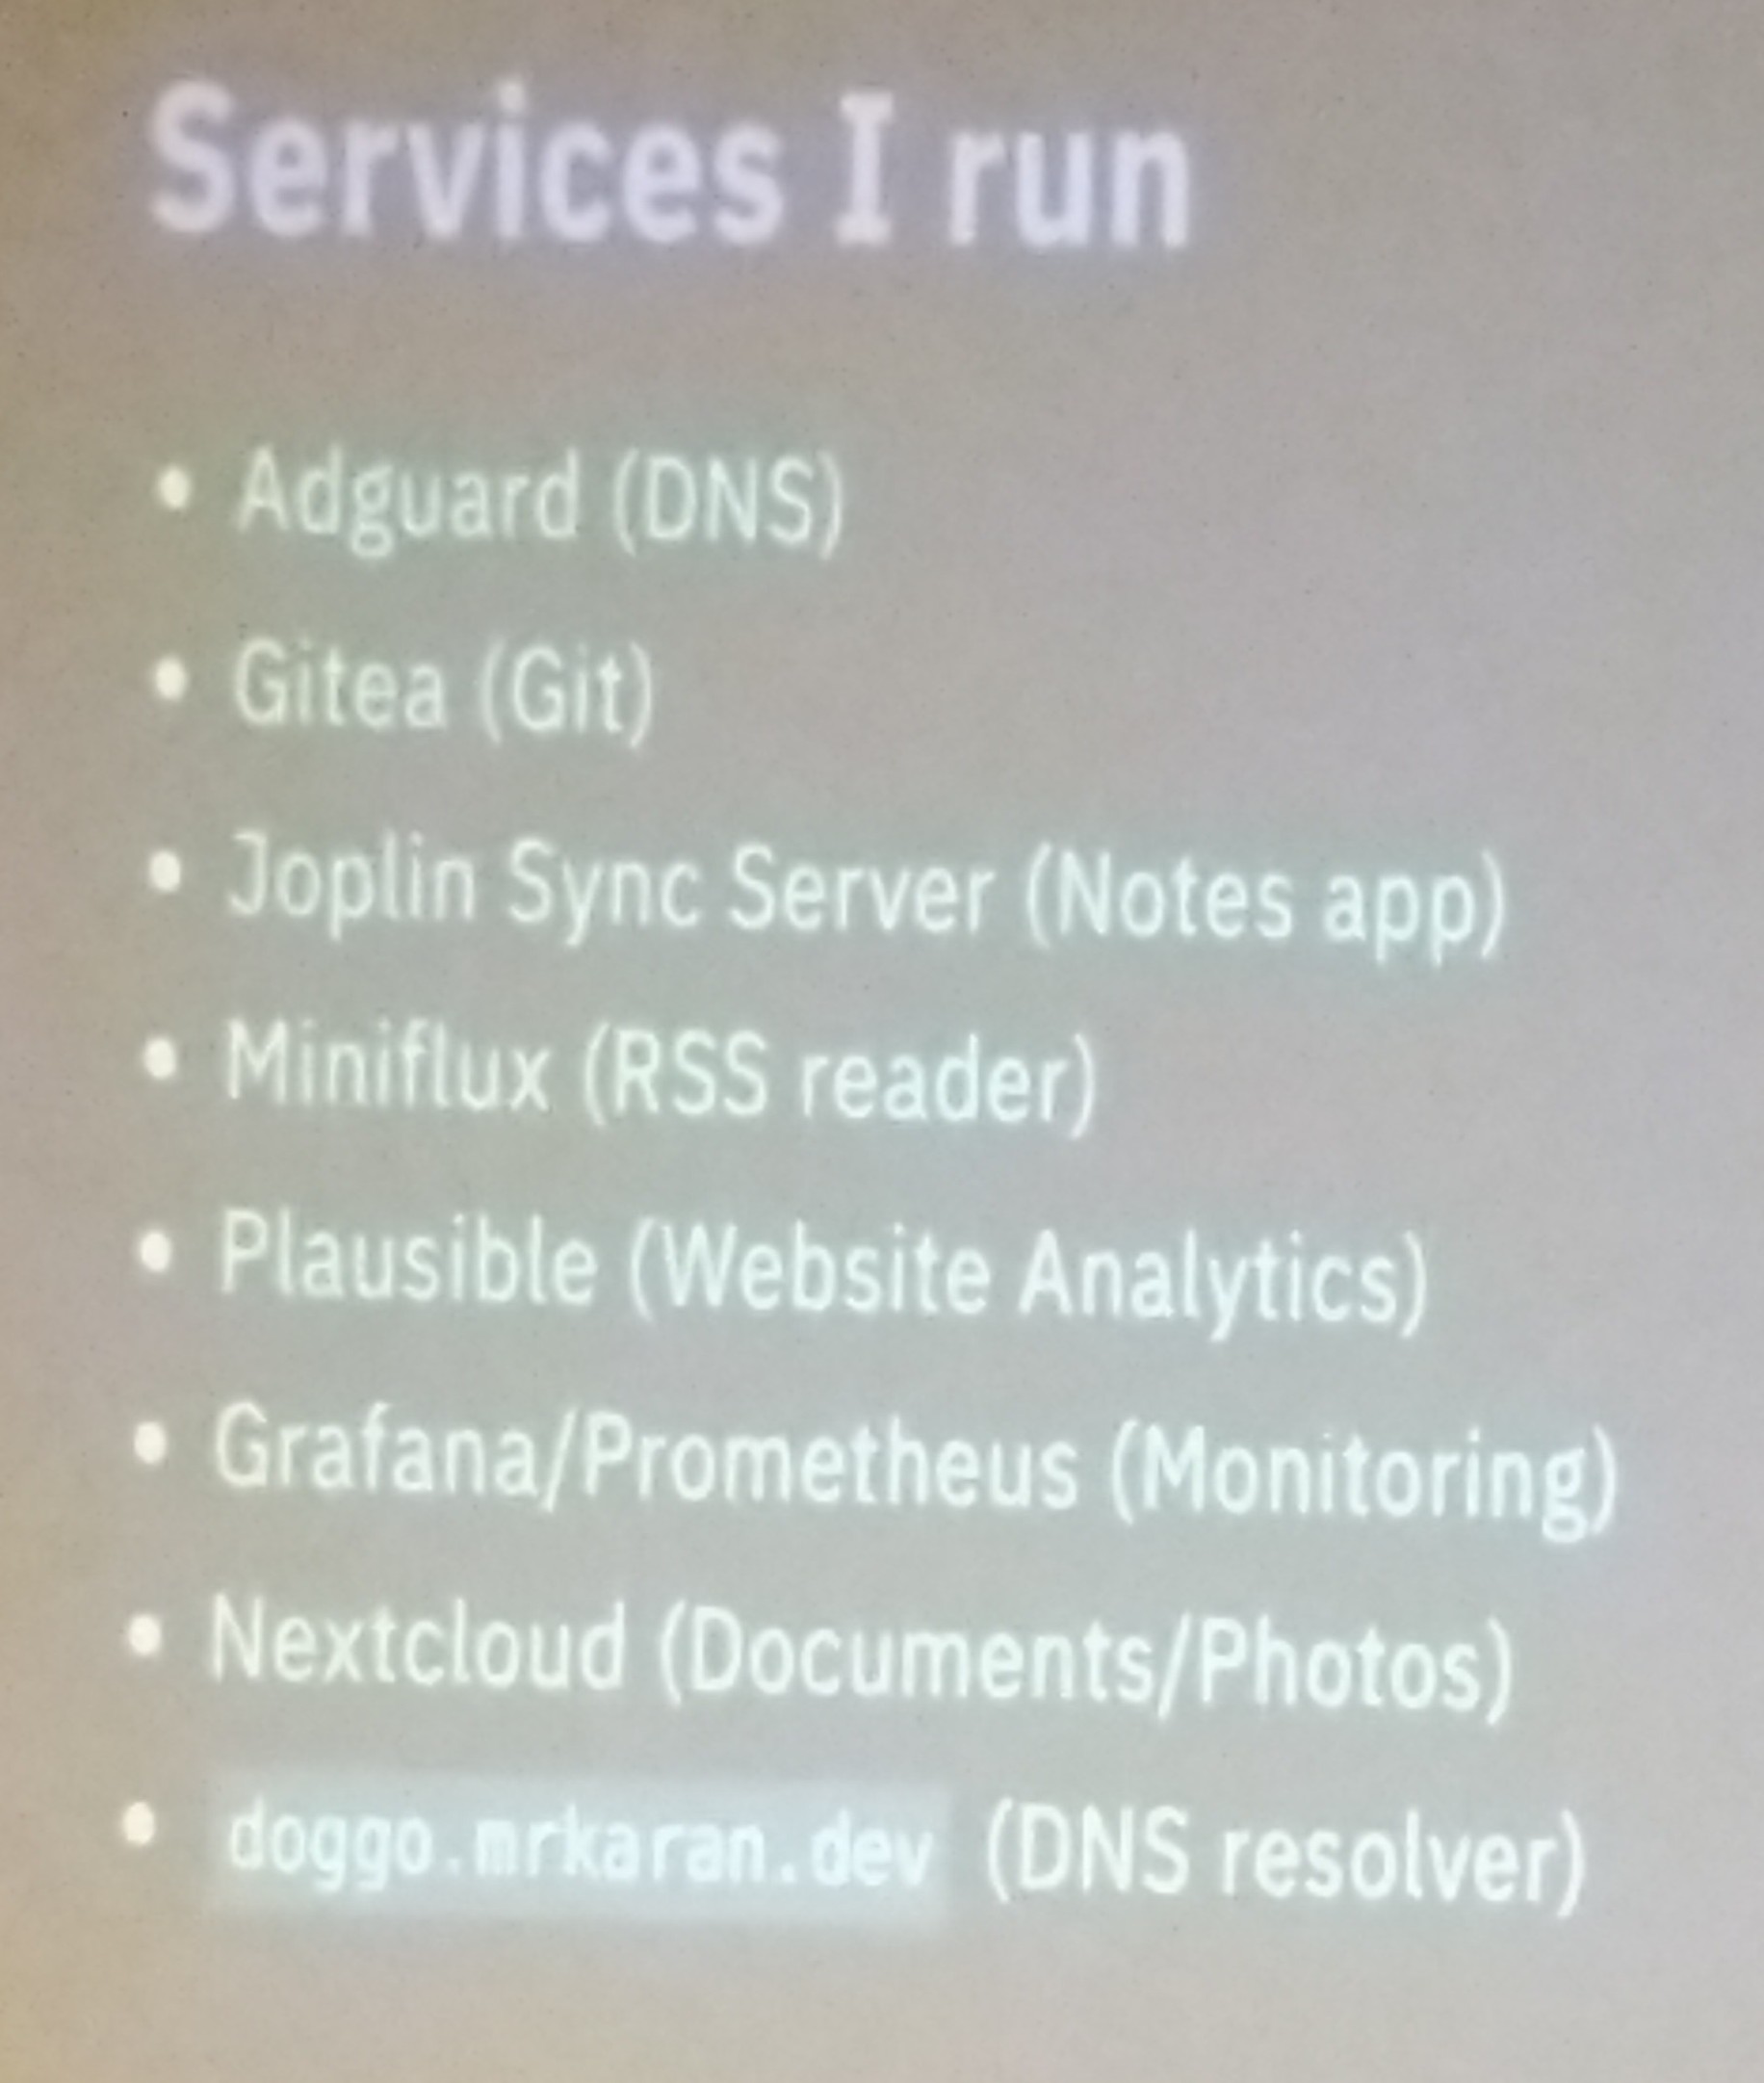 Services I run
• Adguard (DNS)
• Gitea (Git)
• Joplin Sync Server (Notes app)
• Miniflux (RSS reader)
• Plausible (Website Analytics)
• Grafana/Prometheus (Monitoring)
• Nextcloud (Documents/Photos)
• doggo.mrkaran.dev (DNS resolver)